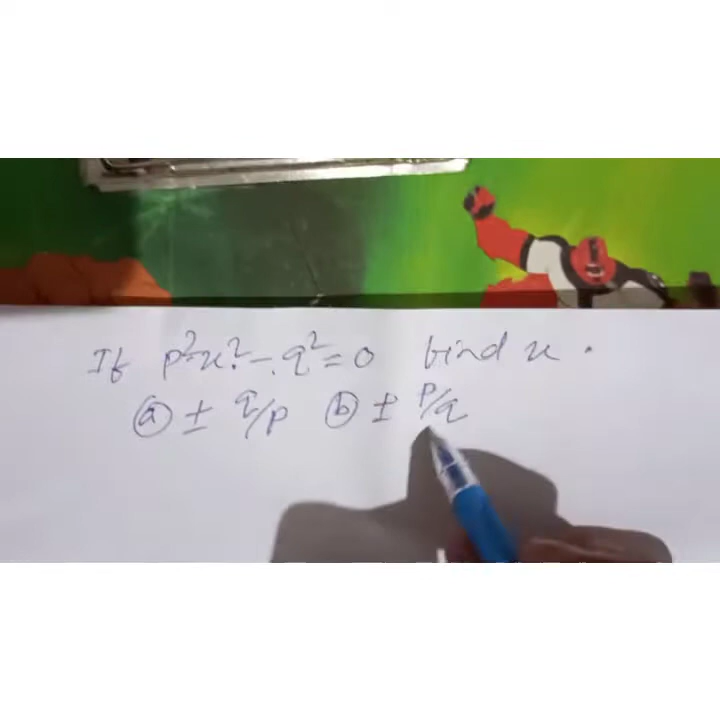 If p²x² - q² = 0 find x.
(a) ± q/p (b) ± p/q